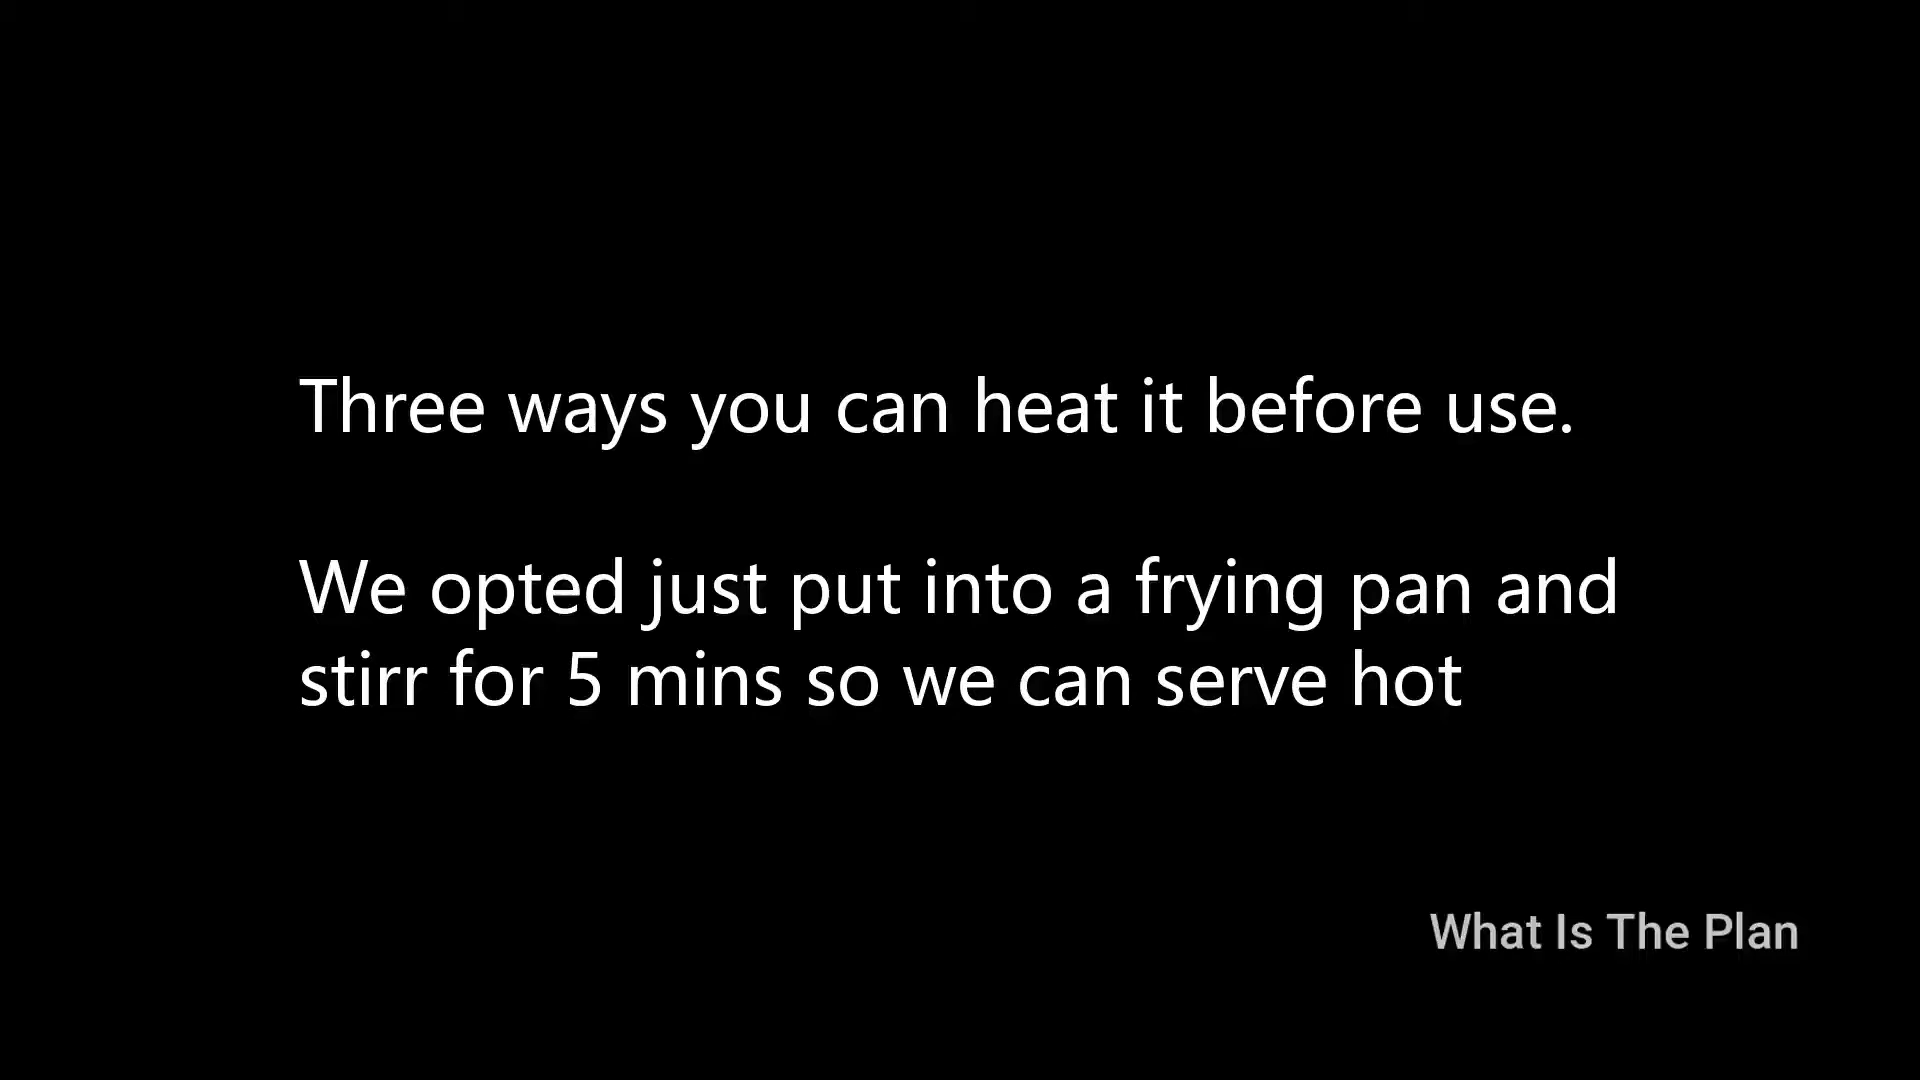 Three ways you can heat it before use.
We opted just put into a frying pan and
stirr for 5 mins so we can serve hot
What Is The Plan